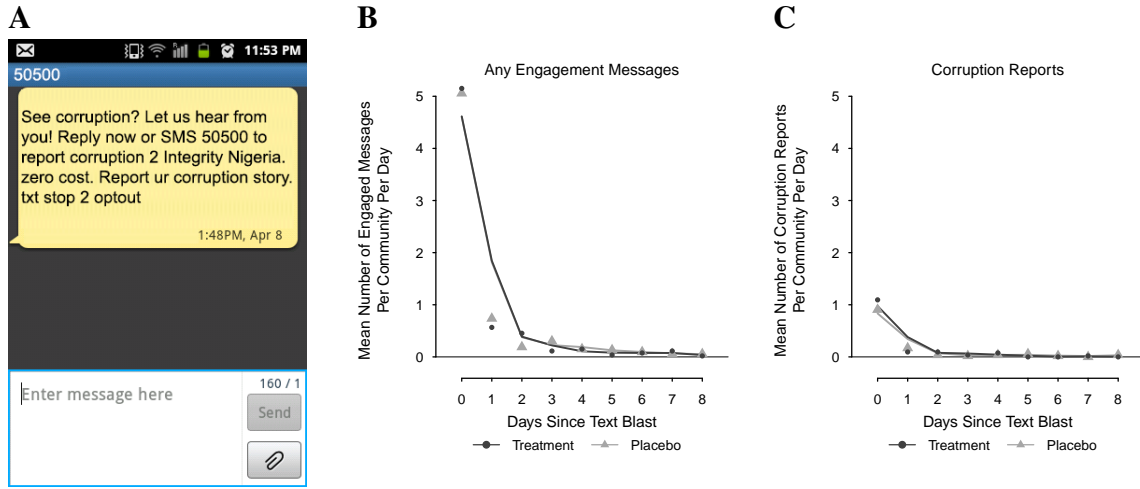 A
11:53 PM
50500
See corruption? Let us hear from
you! Reply now or SMS 50500 to
report corruption 2 Integrity Nigeria.
zero cost. Report ur corruption story.
txt stop 2 optout
1:48PM, Apr 8
160 / 1
Enter message here
Send
B
Any Engagement Messages
Mean Number of Engaged Messages
Per Community Per Day
5
4
3
2
1
0
0 1 2 3 4 5 6 7 8
Days Since Text Blast
Treatment Placebo
C
Corruption Reports
Mean Number of Corruption Reports
Per Community Per Day
5
4
3
2
1
0
0 1 2 3 4 5 6 7 8
Days Since Text Blast
Treatment Placebo